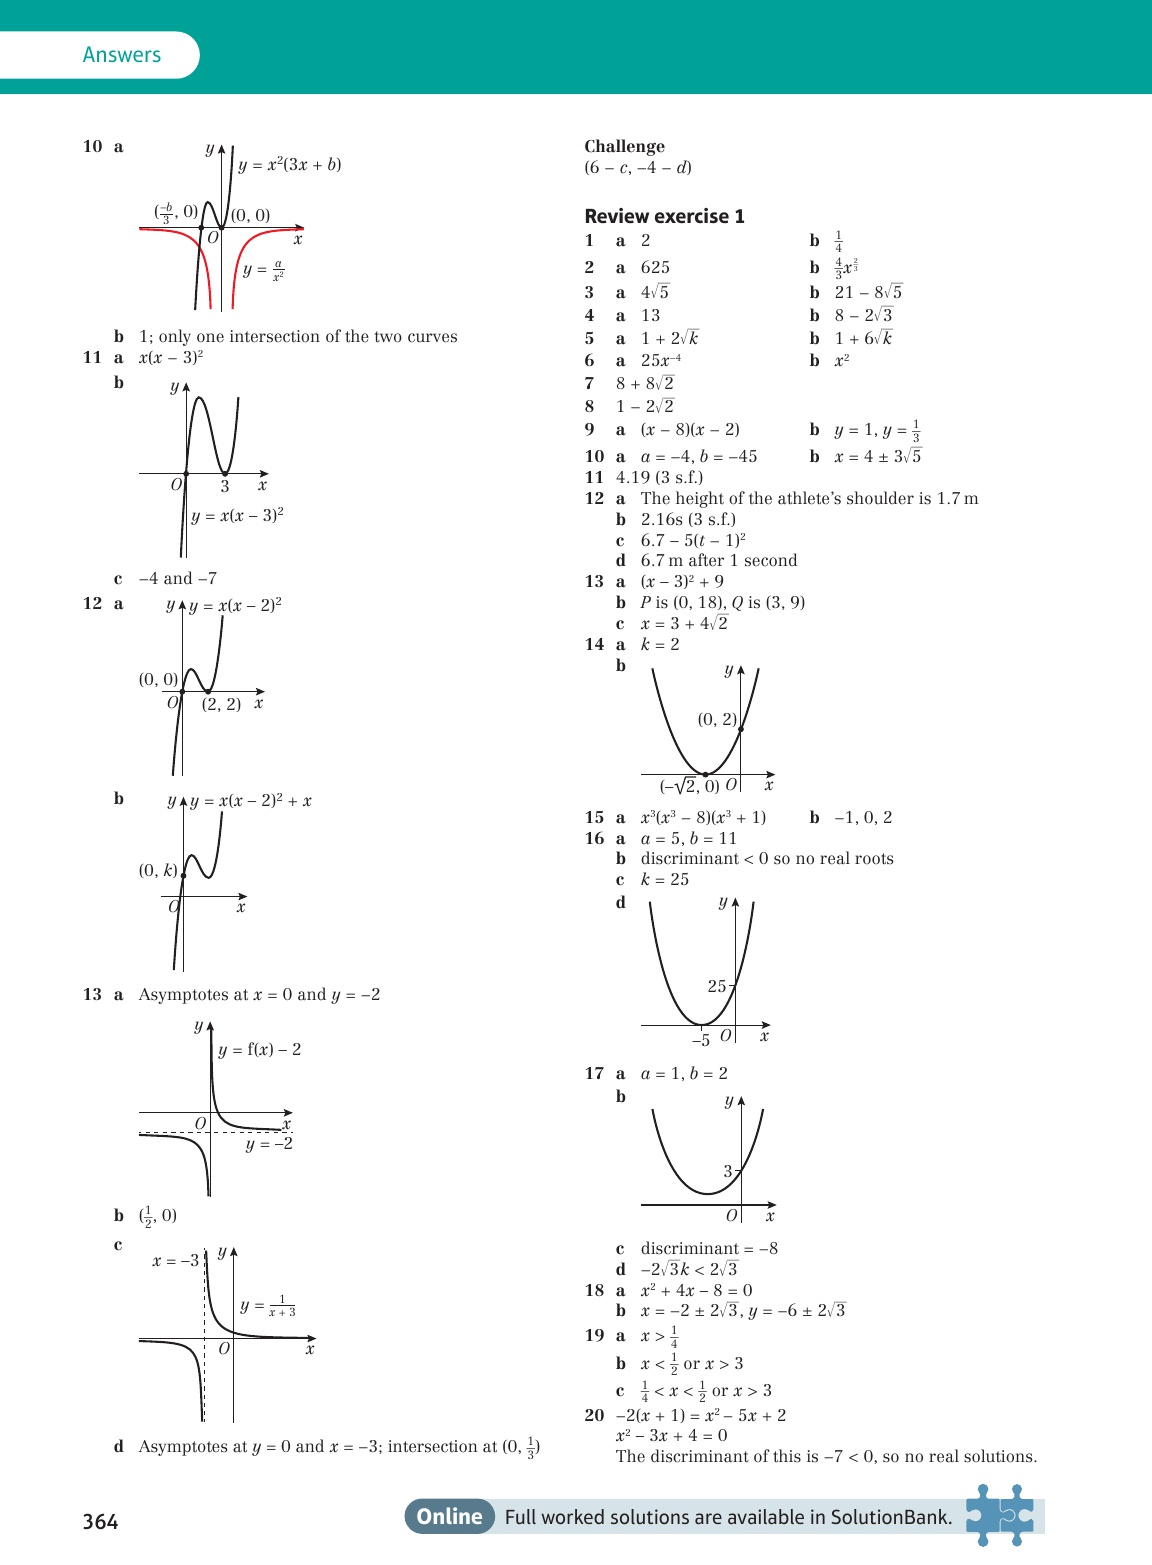 Answers
10 a
y
y = x²(3x + b)
(−b/3, 0)
(0, 0)
O
x
y = a/x²
b 1; only one intersection of the two curves
11 a x(x − 3)²
b
y
O
3
x
y = x(x − 3)²
c −4 and −7
12 a
y
y = x(x − 2)²
(0, 0)
O
(2, 2)
x
b
y
y = x(x − 2)² + x
(0, k)
O
x
13 a Asymptotes at x = 0 and y = −2
y
y = f(x) − 2
O
x
y = −2
b (1/2, 0)
c
x = −3
y
y = 1/(x + 3)
O
x
d Asymptotes at y = 0 and x = −3; intersection at (0, 1/3)
Challenge
(6 − c, −4 − d)
Review exercise 1
1 a 2 b 1/4
2 a 625 b 4/3 x^(2/3)
3 a 4√5 b 21 − 8√5
4 a 13 b 8 − 2√3
5 a 1 + 2√k b 1 + 6√k
6 a 25x⁻⁴ b x²
7 8 + 8√2
8 1 − 2√2
9 a (x − 8)(x − 2) b y = 1, y = 1/3
10 a a = −4, b = −45 b x = 4 ± 3√5
11 4.19 (3 s.f.)
12 a The height of the athlete's shoulder is 1.7 m
b 2.16s (3 s.f.)
c 6.7 − 5(t − 1)²
d 6.7 m after 1 second
13 a (x − 3)² + 9
b P is (0, 18), Q is (3, 9)
c x = 3 + 4√2
14 a k = 2
b
y
(0, 2)
(−√2, 0)
O
x
15 a x³(x³ − 8)(x³ + 1) b −1, 0, 2
16 a a = 5, b = 11
b discriminant < 0 so no real roots
c k = 25
d
y
25
−5
O
x
17 a a = 1, b = 2
b
y
3
O
x
c discriminant = −8
d −2√3k < 2√3
18 a x² + 4x − 8 = 0
b x = −2 ± 2√3, y = −6 ± 2√3
19 a x > 1/4
b x < 1/2 or x > 3
c 1/4 < x < 1/2 or x > 3
20 −2(x + 1) = x² − 5x + 2
x² − 3x + 4 = 0
The discriminant of this is −7 < 0, so no real solutions.
364
Online Full worked solutions are available in SolutionBank.